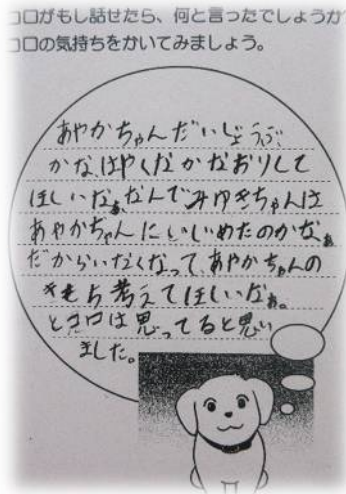 コロがもし話せたら、何と言ったでしょうか
コロの気持ちをかいてみましょう。
あやかちゃんだいじょうぶ
かな、はやくなかなおりして
ほしいなぁ、なんでみゆきちゃんは
あやかちゃんにいじめたのかなぁ
だからいなくなって、あやかちゃんの
きもち考えてほしいなぁ。
とコロは思ってると思い
ました。